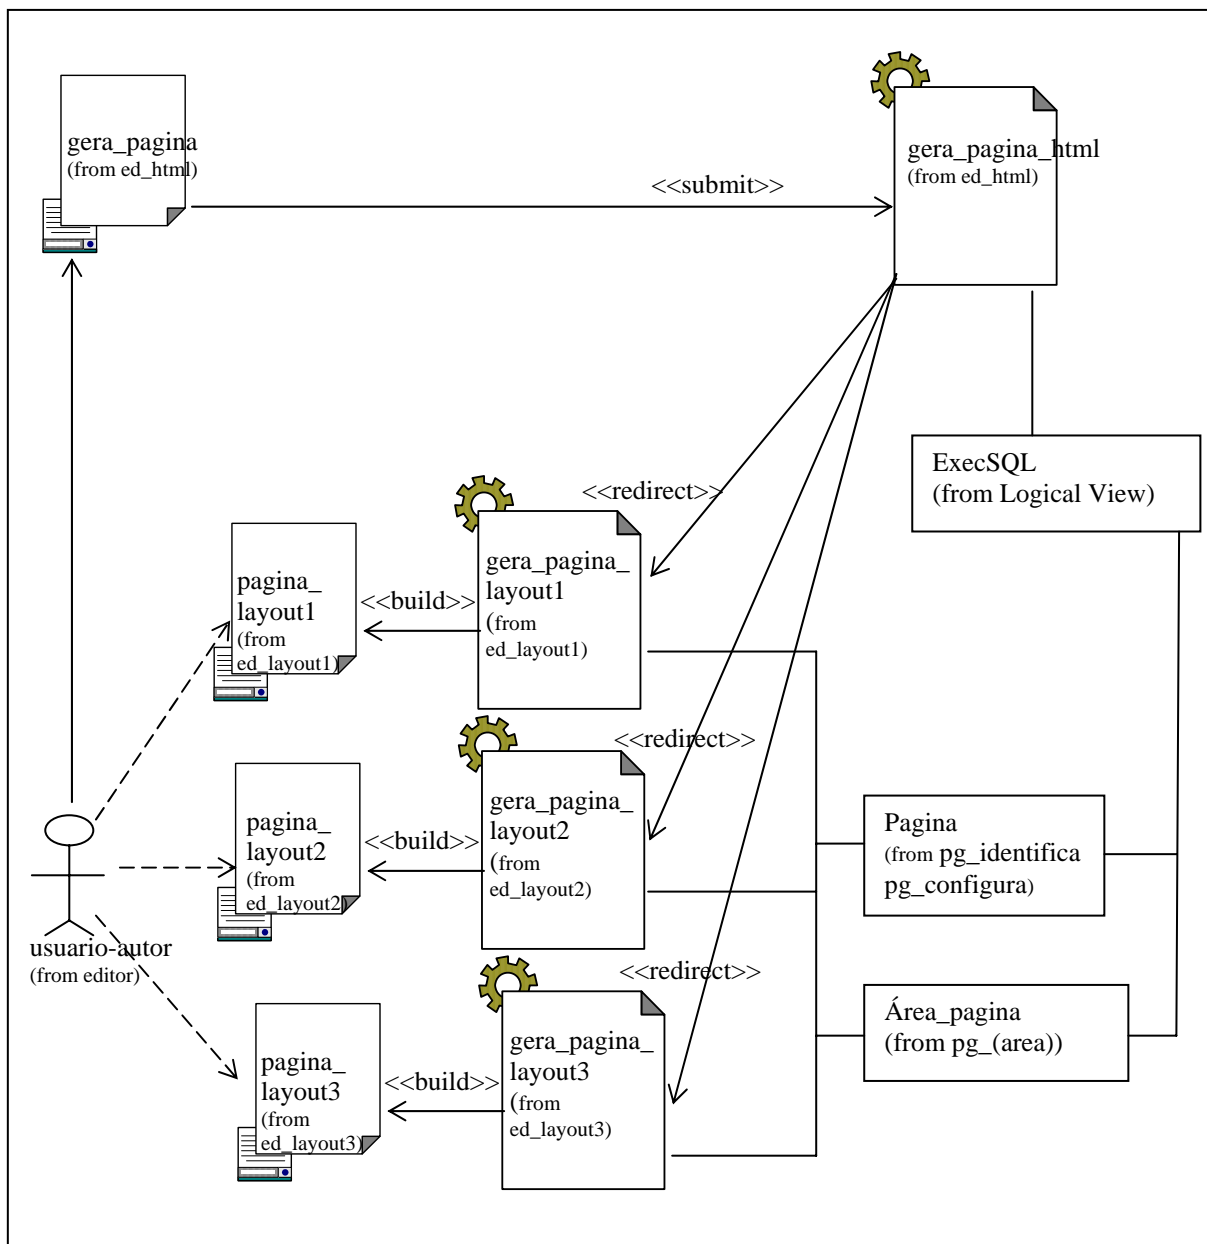 gera_pagina
(from ed_html)
gera_pagina_html
(from ed_html)
<<submit>>
ExecSQL
(from Logical View)
<<redirect>>
pagina_
layout1
(from
ed_layout1)
<<build>>
gera_pagina_
layout1
(from
ed_layout1)
<<redirect>>
pagina_
layout2
(from
ed_layout2)
<<build>>
gera_pagina_
layout2
(from
ed_layout2)
Pagina
(from pg_identifica
pg_configura)
usuario-autor
(from editor)
<<redirect>>
pagina_
layout3
(from
ed_layout3)
<<build>>
gera_pagina_
layout3
(from
ed_layout3)
Área_pagina
(from pg_(area))